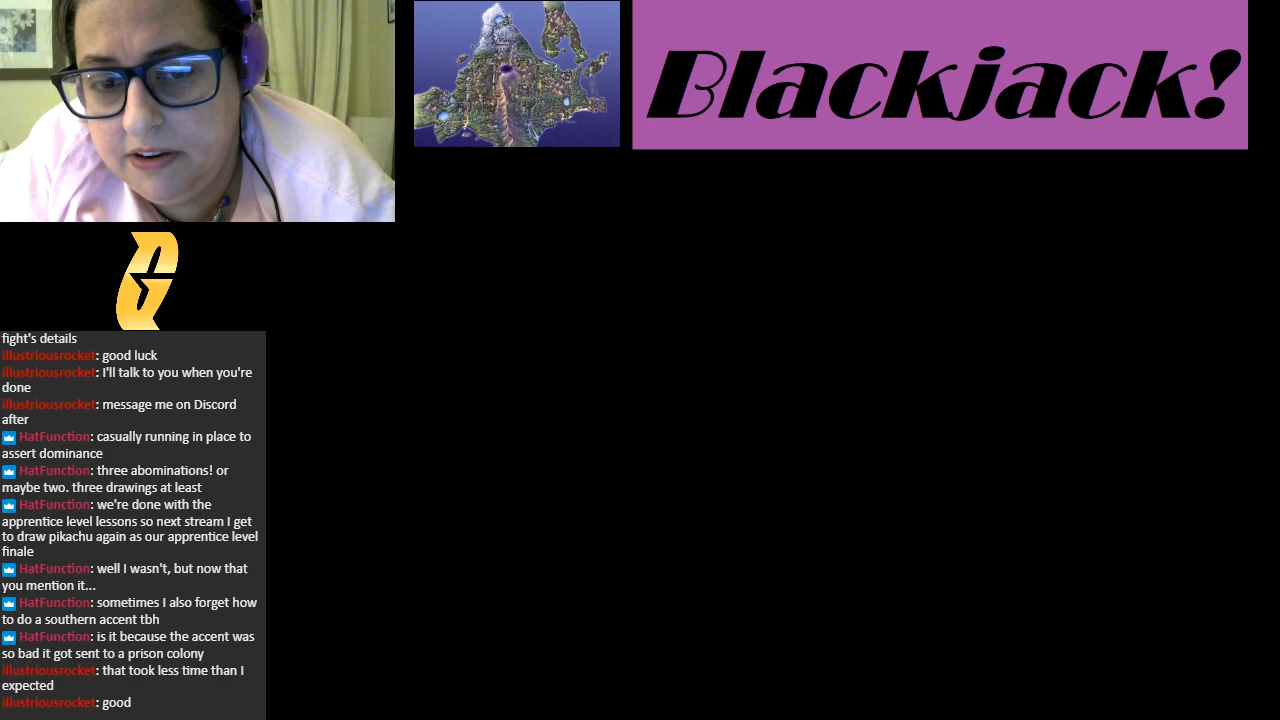 Blackjack!
fight's details
illustriousrocket: good luck
illustriousrocket: I'll talk to you when you're
done
illustriousrocket: message me on Discord
after
HatFunction: casually running in place to
assert dominance
HatFunction: three abominations! or
maybe two. three drawings at least
HatFunction: we're done with the
apprentice level lessons so next stream I get
to draw pikachu again as our apprentice level
finale
HatFunction: well I wasn't, but now that
you mention it...
HatFunction: sometimes I also forget how
to do a southern accent tbh
HatFunction: is it because the accent was
so bad it got sent to a prison colony
illustriousrocket: that took less time than I
expected
illustriousrocket: good